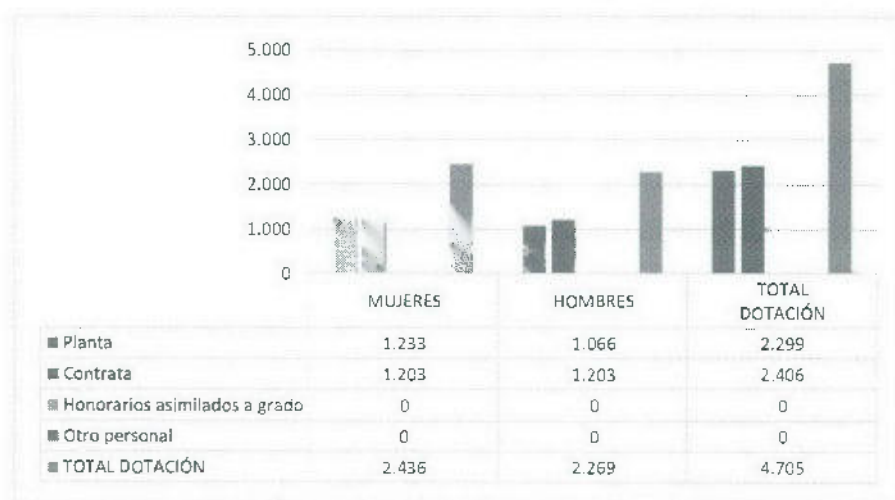 5.000
4.000
3.000
2.000
1.000
0
MUJERES HOMBRES TOTAL DOTACIÓN
Planta 1.233 1.066 2.299
Contrata 1.203 1.203 2.406
Honorarios asimilados a grado 0 0 0
Otro personal 0 0 0
TOTAL DOTACIÓN 2.436 2.269 4.705